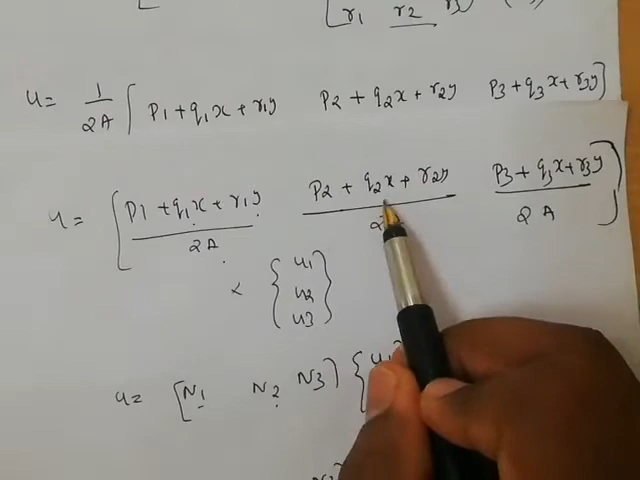 [r1 r2 r3]
u = 1/2A [p1+q1x+r1y p2+q2x+r2y p3+q3x+r3y]
u = [p1+q1x+r1y/2A p2+q2x+r2y/2 p3+q3x+r3y/2A]
× {u1
u2
u3}
u = [N1 N2 N3] {u1